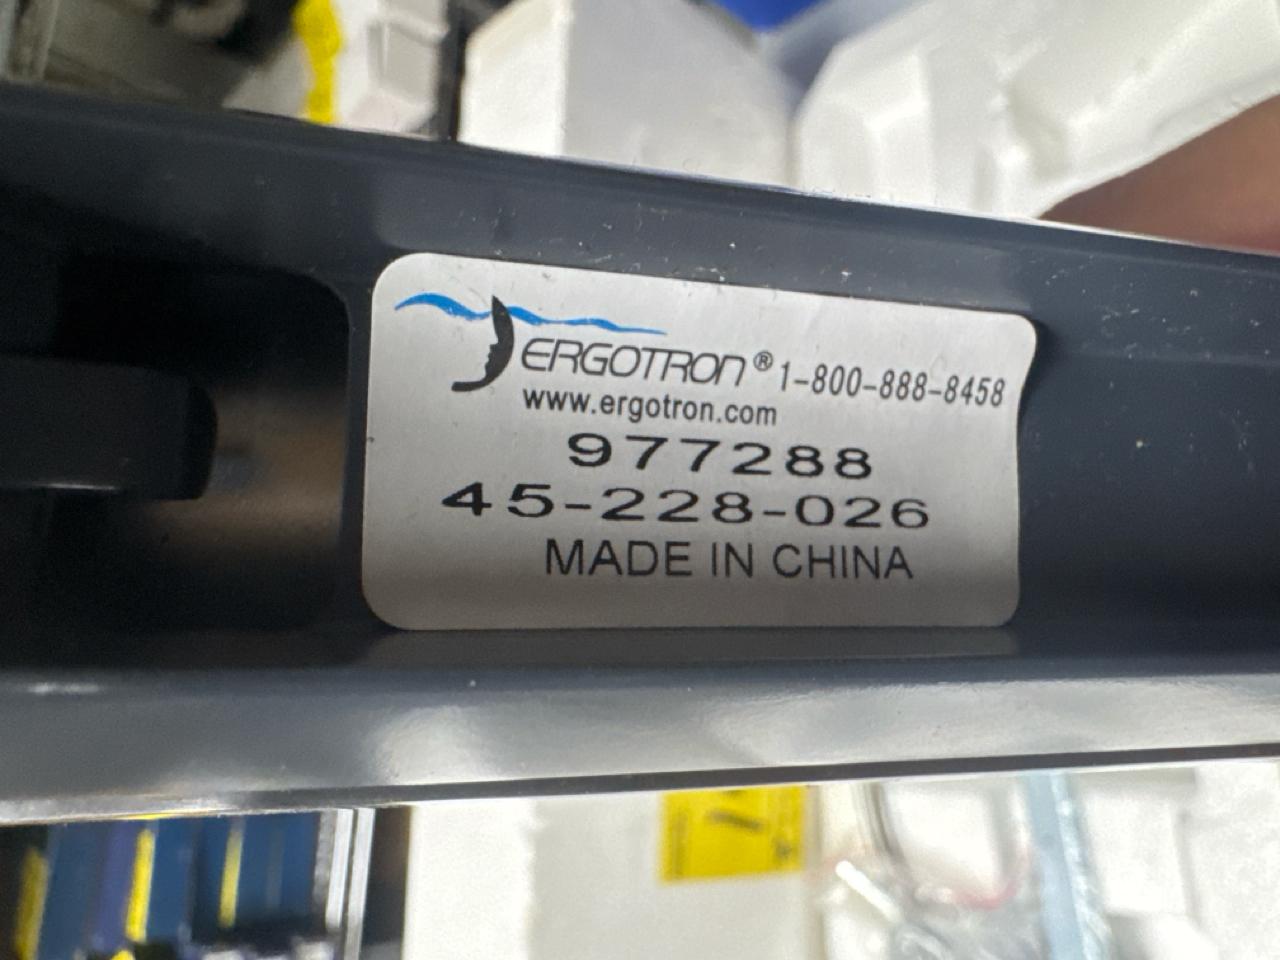 ERGOTRON® 1-800-888-8458
www.ergotron.com
977288
45-228-026
MADE IN CHINA